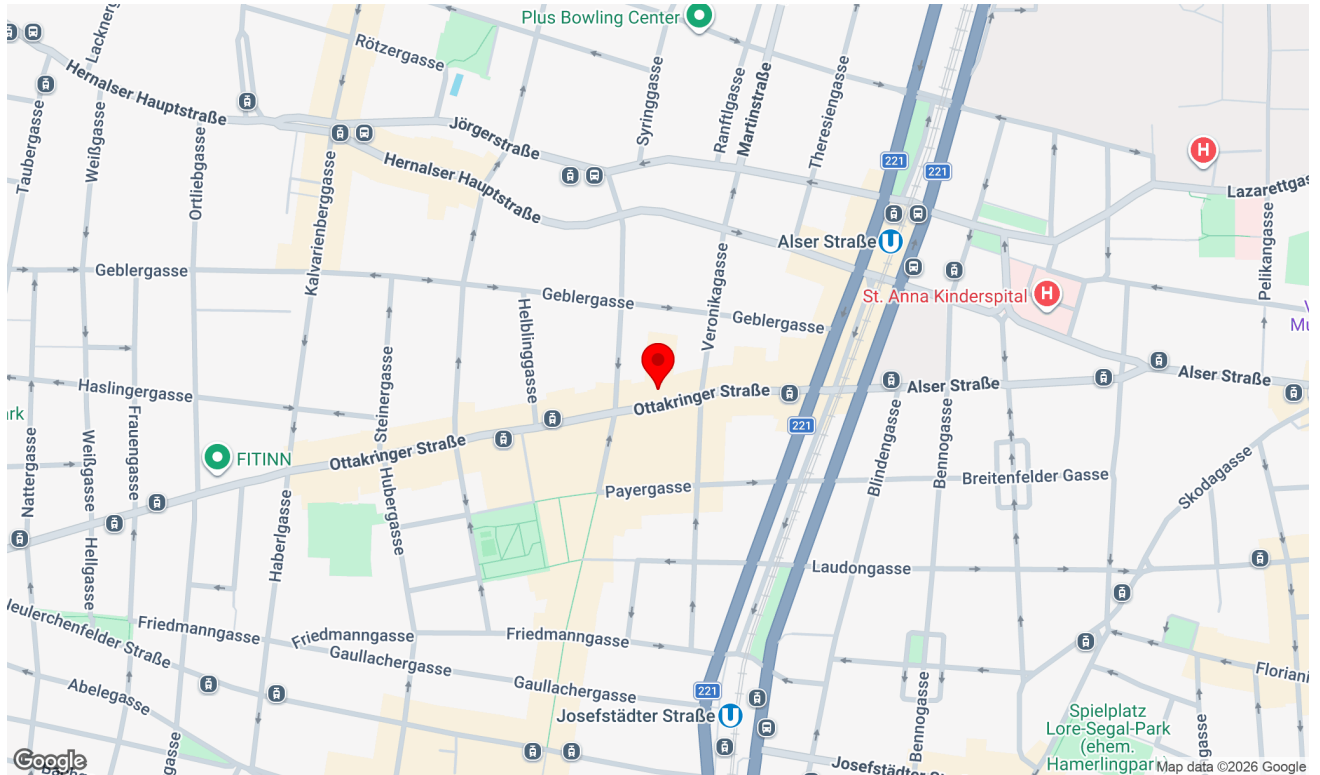 Plus Bowling Center
Lackner
Rötzergasse
Hernalser Hauptstraße
Taubergasse
Weißgasse
Ortliebgasse
Kalvarienberggasse
Jörgerstraße
Hernalser Hauptstraße
Syringgasse
Ranftlgasse
Martinstraße
Theresiengasse
221
221
H
Lazarettgas
Pelikangasse
Alser Straße
U
St. Anna Kinderspital
H
Geblergasse
Geblergasse
Geblergasse
Veronikagasse
Helblinggasse
Steinergasse
Haslingergasse
Frauengasse
Weißgasse
Nattergasse
ark
FITINN
Ottakringer Straße
Ottakringer Straße
Alser Straße
Alser Straße
V
Mu
221
Blindengasse
Bennogasse
Breitenfelder Gasse
Skodagasse
Payergasse
Hubergasse
Haberlgasse
Hellgasse
Laudongasse
Neulerchenfelder Straße
Friedmanngasse
Friedmanngasse
Friedmanngasse
Gaullachergasse
Gaullachergasse
Abelegasse
221
Josefstädter Straße
U
Bennogasse
Floriani
Spielplatz
Lore-Segal-Park
(ehem.
Hamerlingpar
gasse
Josefstädter Str
Google
Map data ©2026 Google